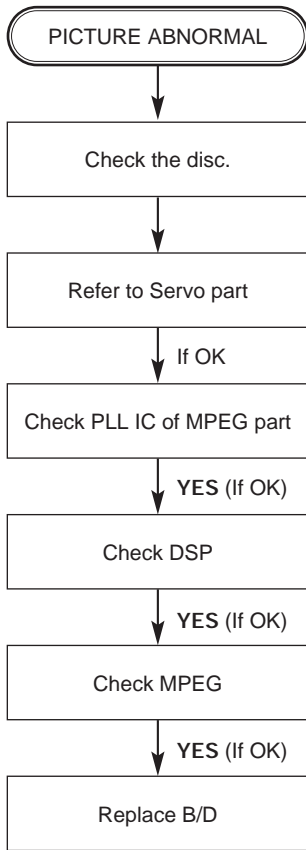 PICTURE ABNORMAL
Check the disc.
Refer to Servo part
If OK
Check PLL IC of MPEG part
YES (If OK)
Check DSP
YES (If OK)
Check MPEG
YES (If OK)
Replace B/D